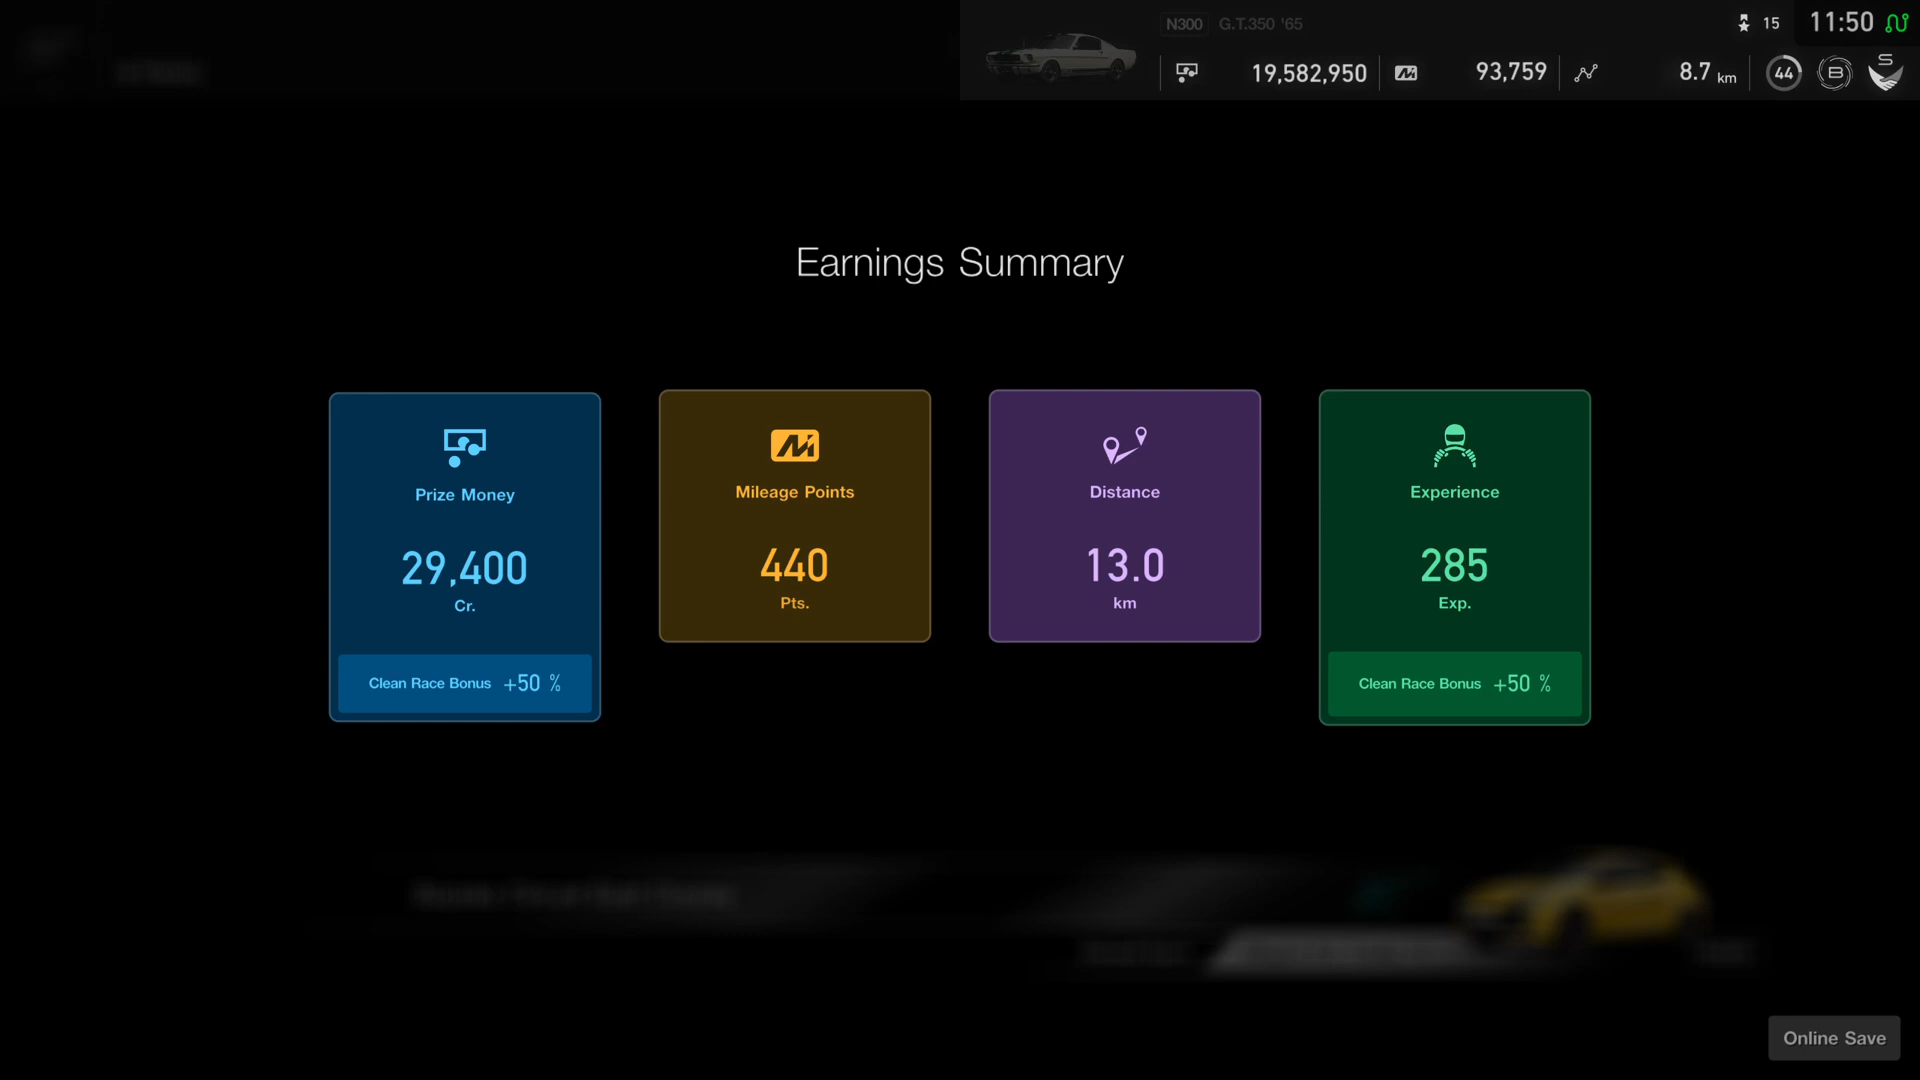 N300 G.T.350 '65
15
11:50
19,582,950
93,759
8.7 km
44
B
S
Earnings Summary
Prize Money
29,400
Cr.
Clean Race Bonus +50 %
Mileage Points
440
Pts.
Distance
13.0
km
Experience
285
Exp.
Clean Race Bonus +50 %
Online Save